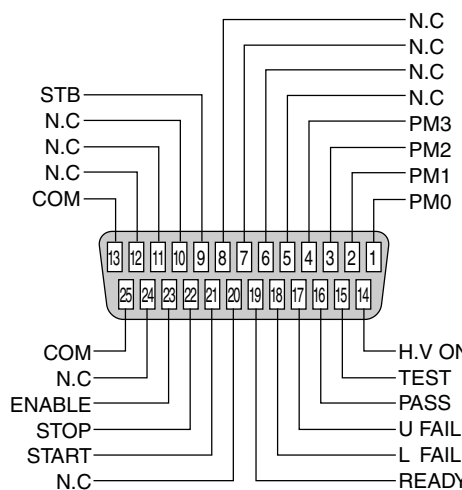 N.C
N.C
N.C
N.C
PM3
PM2
PM1
PM0
STB
N.C
N.C
N.C
COM
13 12 11 10 9 8 7 6 5 4 3 2 1
25 24 23 22 21 20 19 18 17 16 15 14
COM
N.C
ENABLE
STOP
START
N.C
H.V ON
TEST
PASS
U FAIL
L FAIL
READY